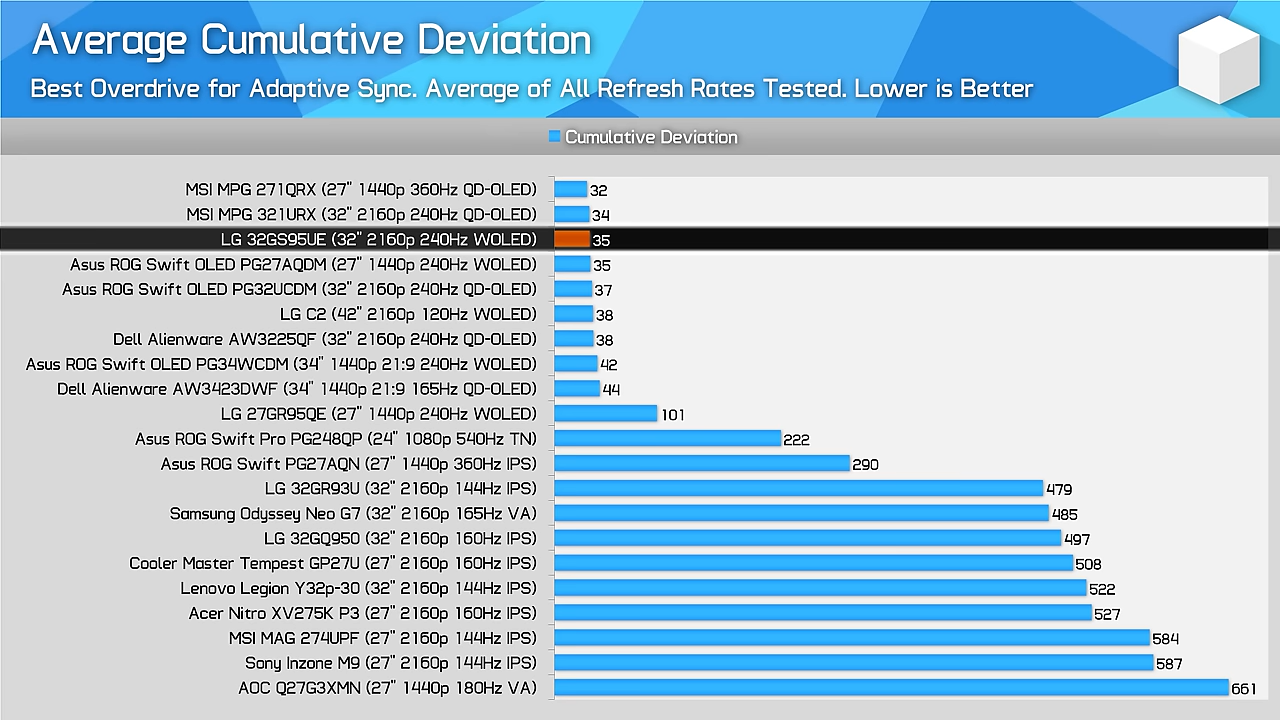 Average Cumulative Deviation
Best Overdrive for Adaptive Sync. Average of All Refresh Rates Tested. Lower is Better
Cumulative Deviation
MSI MPG 271QRX (27" 1440p 360Hz QD-OLED) 32
MSI MPG 321URX (32" 2160p 240Hz QD-OLED) 34
LG 32GS95UE (32" 2160p 240Hz WOLED) 35
Asus ROG Swift OLED PG27AQDM (27" 1440p 240Hz WOLED) 35
Asus ROG Swift OLED PG32UCDM (32" 2160p 240Hz QD-OLED) 37
LG C2 (42" 2160p 120Hz WOLED) 38
Dell Alienware AW3225QF (32" 2160p 240Hz QD-OLED) 38
Asus ROG Swift OLED PG34WCDM (34" 1440p 21:9 240Hz WOLED) 42
Dell Alienware AW3423DWF (34" 1440p 21:9 165Hz QD-OLED) 44
LG 27GR95QE (27" 1440p 240Hz WOLED) 101
Asus ROG Swift Pro PG248QP (24" 1080p 540Hz TN) 222
Asus ROG Swift PG27AQN (27" 1440p 360Hz IPS) 290
LG 32GR93U (32" 2160p 144Hz IPS) 479
Samsung Odyssey Neo G7 (32" 2160p 165Hz VA) 485
LG 32GQ950 (32" 2160p 160Hz IPS) 497
Cooler Master Tempest GP27U (27" 2160p 160Hz IPS) 508
Lenovo Legion Y32p-30 (32" 2160p 144Hz IPS) 522
Acer Nitro XV275K P3 (27" 2160p 160Hz IPS) 527
MSI MAG 274UPF (27" 2160p 144Hz IPS) 584
Sony Inzone M9 (27" 2160p 144Hz IPS) 587
AOC Q27G3XMN (27" 1440p 180Hz VA) 661